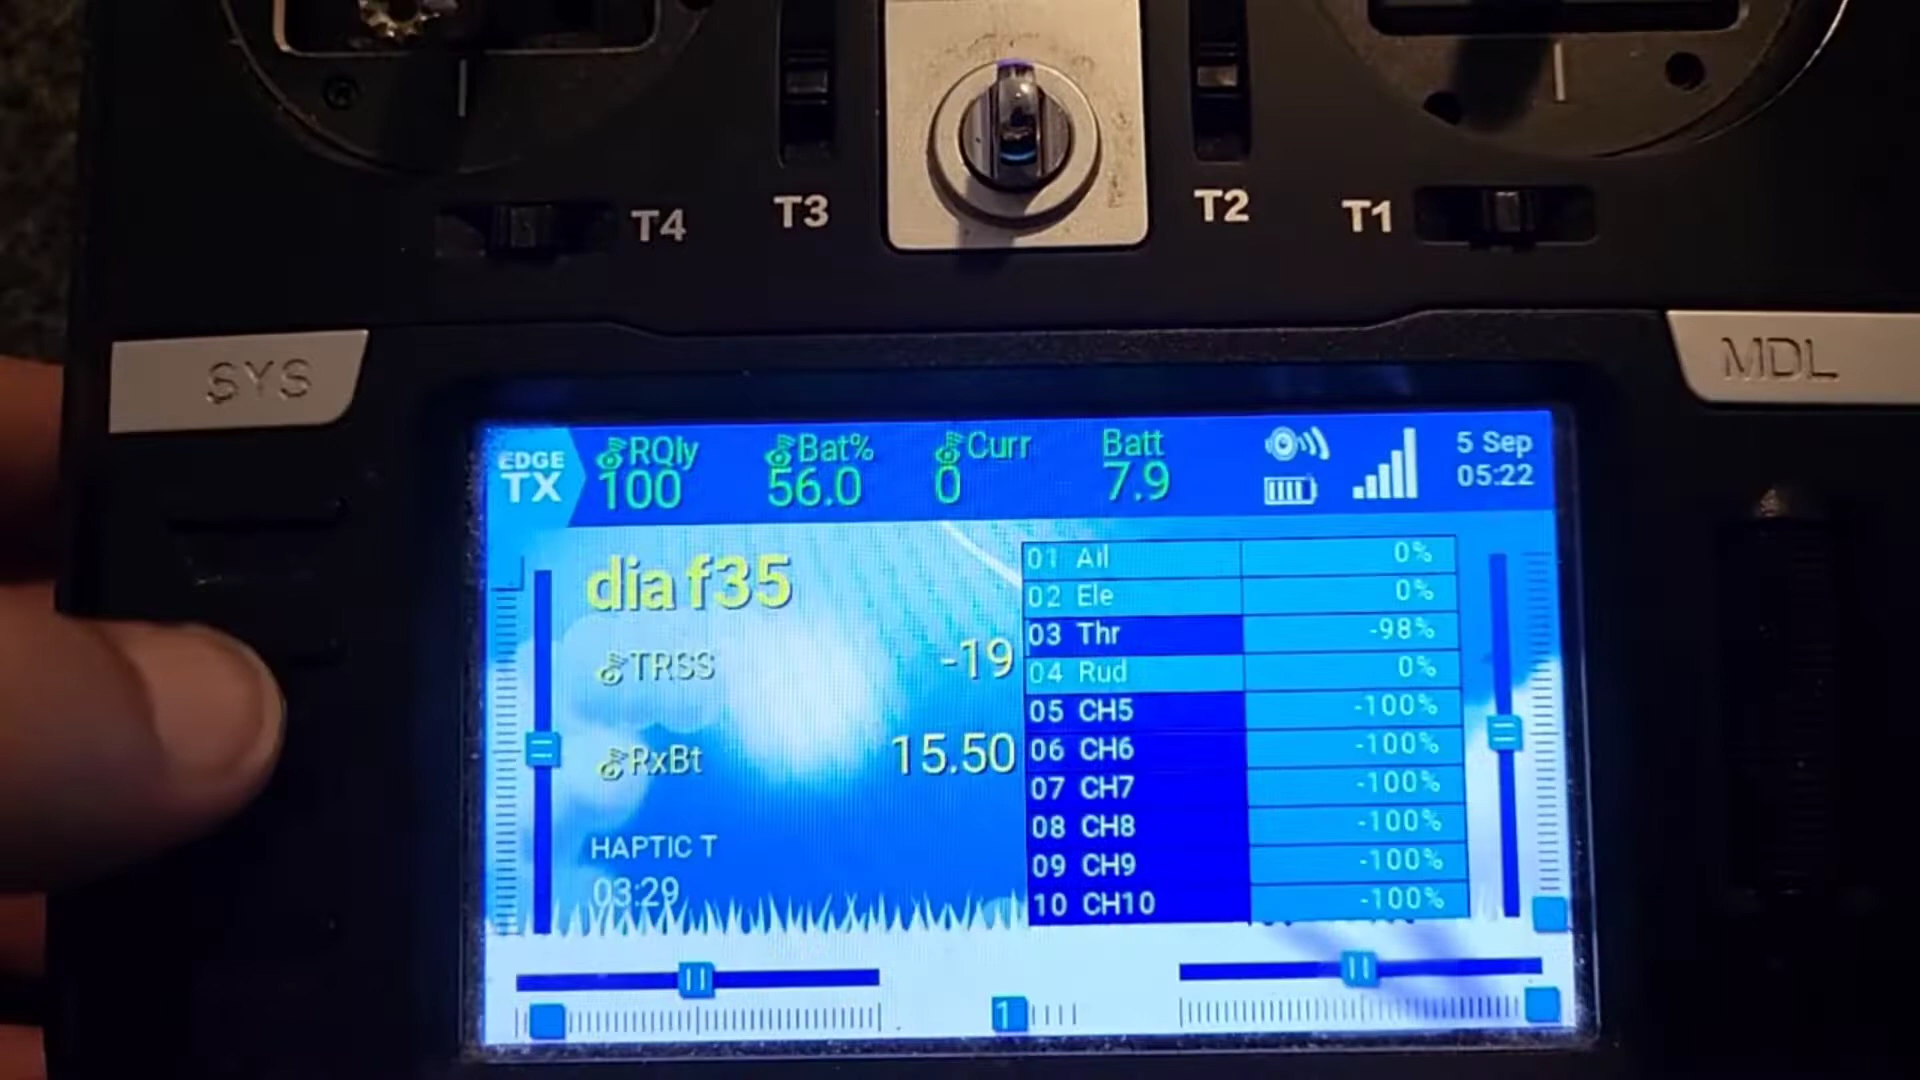 T4
T3
T2
T1
SYS
MDL
EDGE
TX
RQly
100
Bat%
56.0
Curr
0
Batt
7.9
5 Sep
05:22
dia f35
TRSS
-19
RxBt
15.50
HAPTIC T
03:29
01 Ail 0%
02 Ele 0%
03 Thr -98%
04 Rud 0%
05 CH5 -100%
06 CH6 -100%
07 CH7 -100%
08 CH8 -100%
09 CH9 -100%
10 CH10 -100%
1